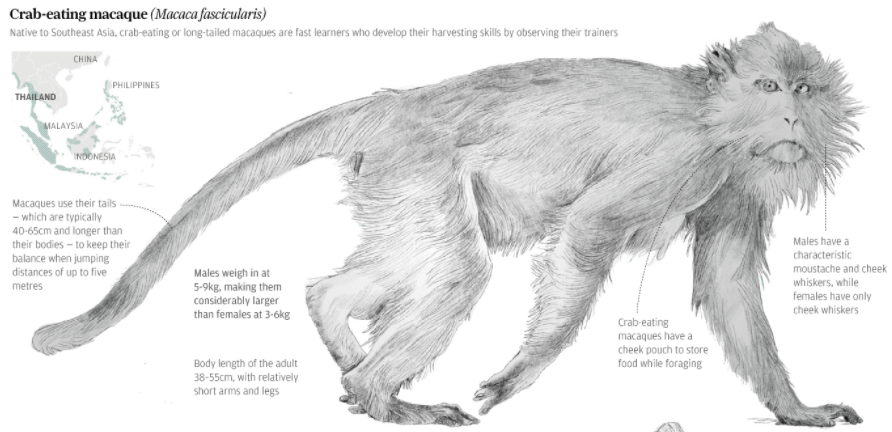 Crab-eating macaque (Macaca fascicularis)
Native to Southeast Asia, crab-eating or long-tailed macaques are fast learners who develop their harvesting skills by observing their trainers
CHINA
PHILIPPINES
THAILAND
MALAYSIA
INDONESIA
Macaques use their tails
– which are typically
40-65cm and longer than
their bodies – to keep their
balance when jumping
distances of up to five
metres
Males weigh in at
5-9kg, making them
considerably larger
than females at 3-6kg
Body length of the adult
38-55cm, with relatively
short arms and legs
Crab-eating
macaques have a
cheek pouch to store
food while foraging
Males have a
characteristic
moustache and cheek
whiskers, while
females have only
cheek whiskers